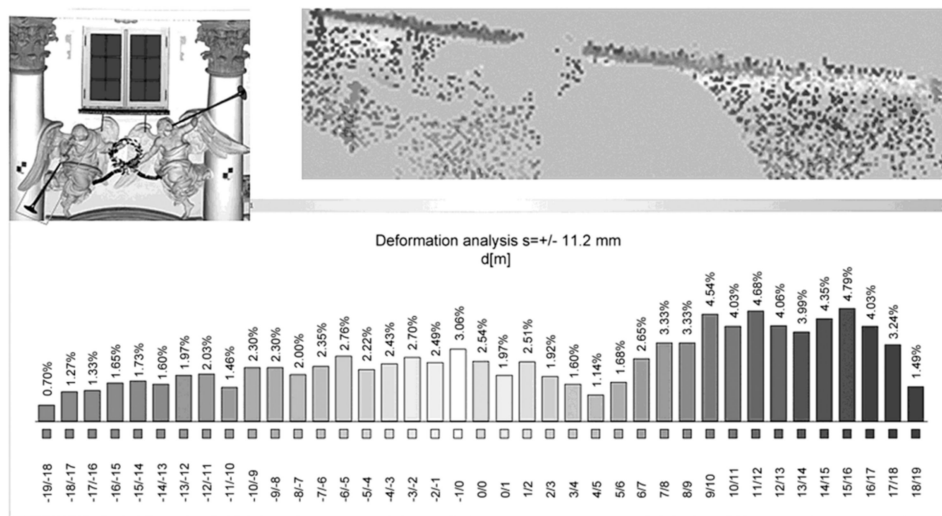 Deformation analysis s=+/- 11.2 mm
d[m]
0.70% 1.27% 1.33% 1.65% 1.73% 1.60% 1.97% 2.03% 1.46% 2.30% 2.30% 2.00% 2.35% 2.76% 2.22% 2.43% 2.70% 2.49% 3.06% 2.54% 1.97% 2.51% 1.92% 1.60% 1.14% 1.68% 2.65% 3.33% 3.33% 4.54% 4.03% 4.68% 4.06% 3.99% 4.35% 4.79% 4.03% 3.24% 1.49%
-19/-18 -18/-17 -17/-16 -16/-15 -15/-14 -14/-13 -13/-12 -12/-11 -11/-10 -10/-9 -9/-8 -8/-7 -7/-6 -6/-5 -5/-4 -4/-3 -3/-2 -2/-1 -1/0 0/0 0/1 1/2 2/3 3/4 4/5 5/6 6/7 7/8 8/9 9/10 10/11 11/12 12/13 13/14 14/15 15/16 16/17 17/18 18/19